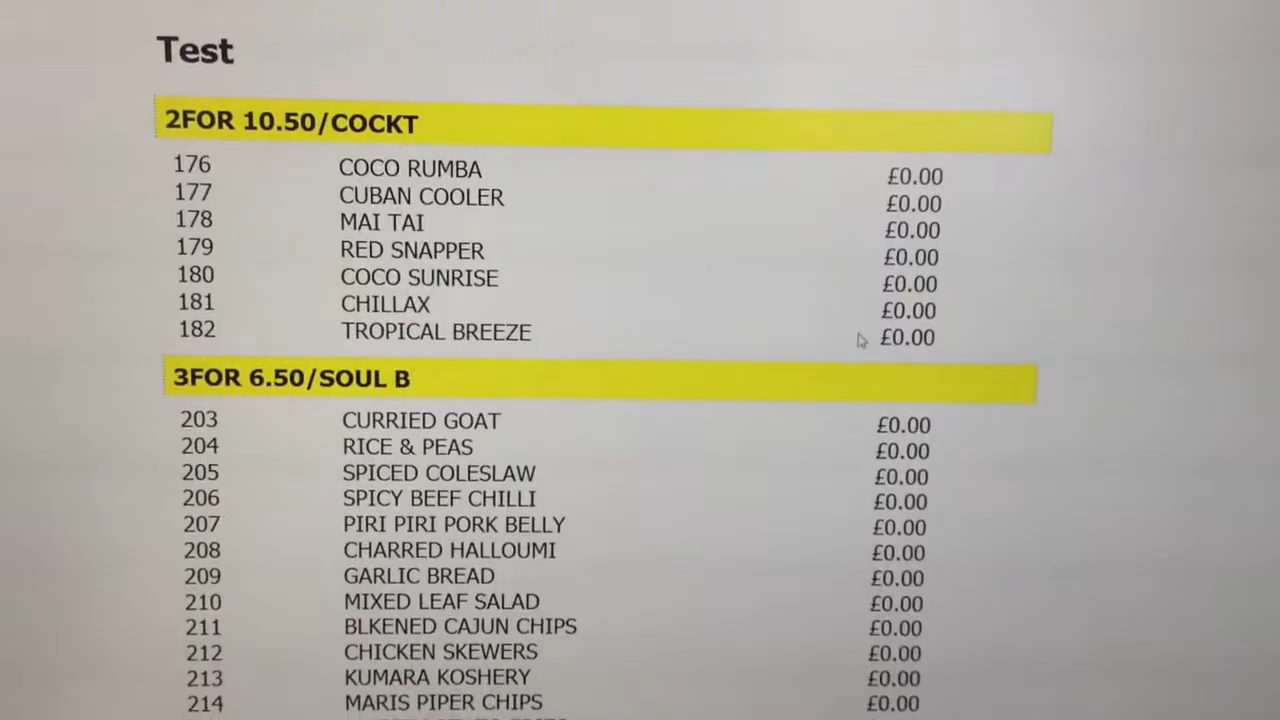 Test
2FOR 10.50/COCKT
176 COCO RUMBA £0.00
177 CUBAN COOLER £0.00
178 MAI TAI £0.00
179 RED SNAPPER £0.00
180 COCO SUNRISE £0.00
181 CHILLAX £0.00
182 TROPICAL BREEZE £0.00
3FOR 6.50/SOUL B
203 CURRIED GOAT £0.00
204 RICE & PEAS £0.00
205 SPICED COLESLAW £0.00
206 SPICY BEEF CHILLI £0.00
207 PIRI PIRI PORK BELLY £0.00
208 CHARRED HALLOUMI £0.00
209 GARLIC BREAD £0.00
210 MIXED LEAF SALAD £0.00
211 BLKENED CAJUN CHIPS £0.00
212 CHICKEN SKEWERS £0.00
213 KUMARA KOSHERY £0.00
214 MARIS PIPER CHIPS £0.00